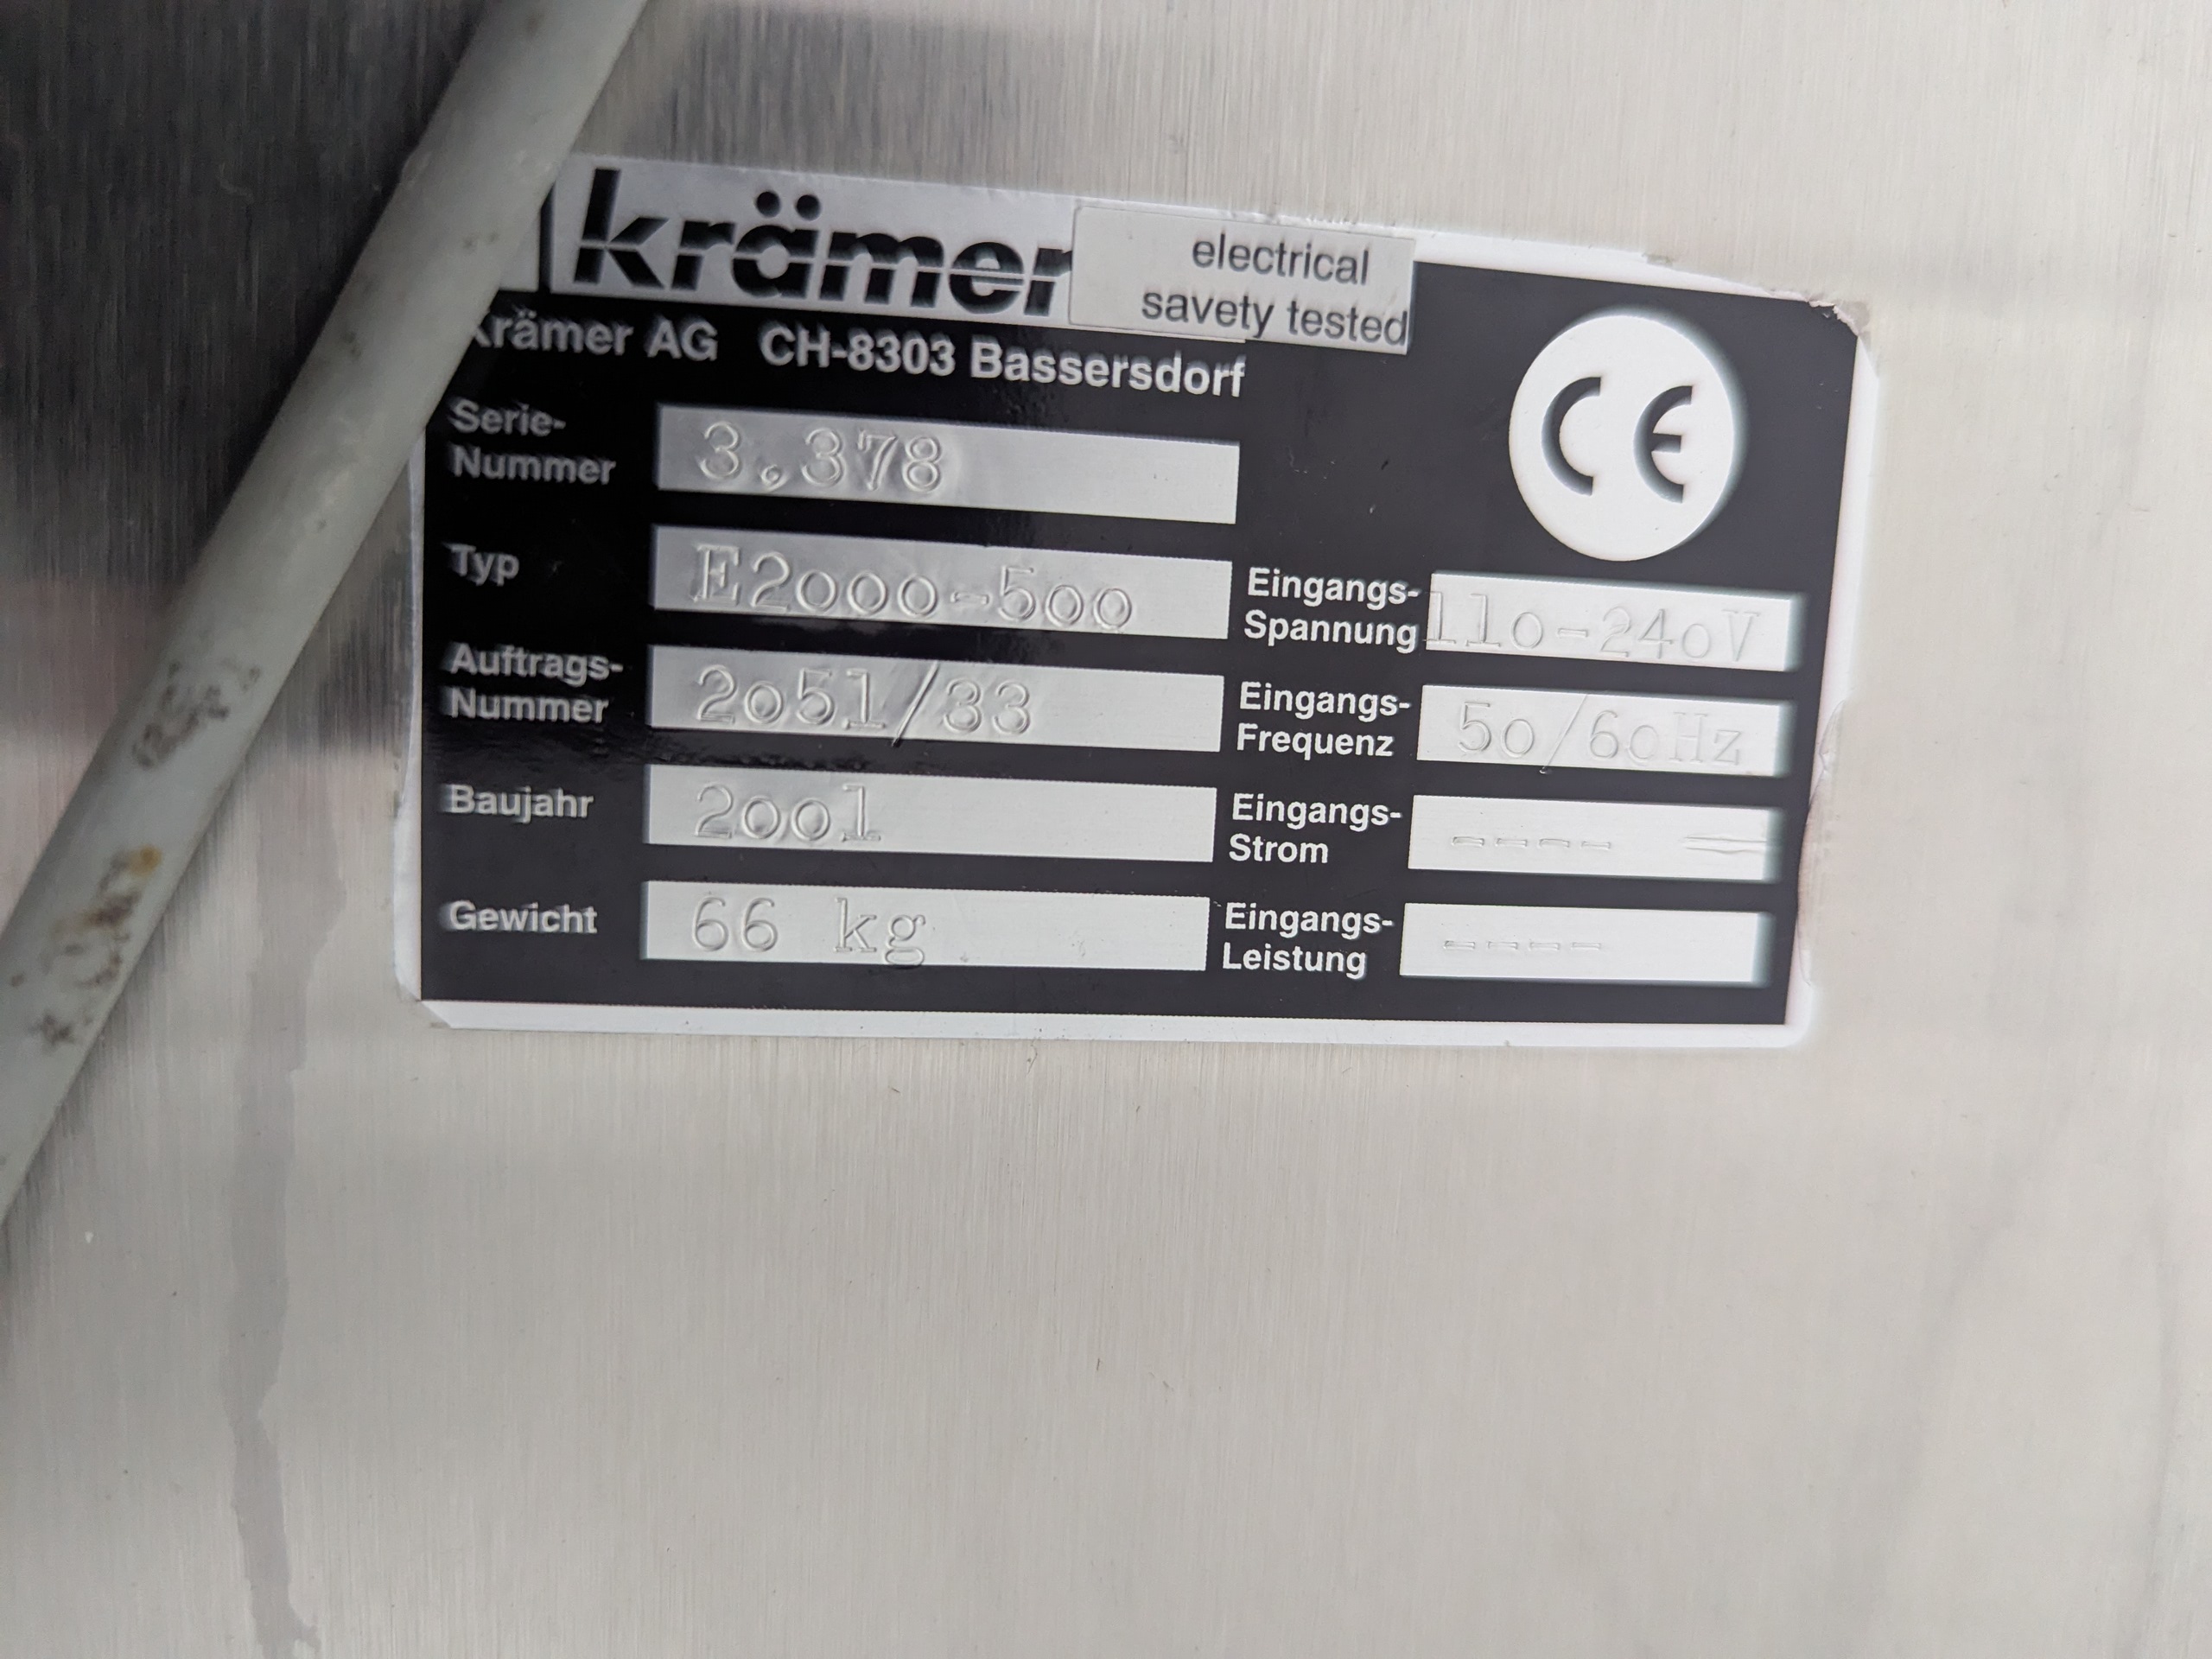 krämer
electrical
savety tested
Krämer AG CH-8303 Bassersdorf
CE
Serie-
Nummer
3.378
Typ
E2000-500
Eingangs-
Spannung
110-240V
Auftrags-
Nummer
2051/33
Eingangs-
Frequenz
50/60Hz
Baujahr
2001
Eingangs-
Strom
----
Gewicht
66 kg
Eingangs-
Leistung
----